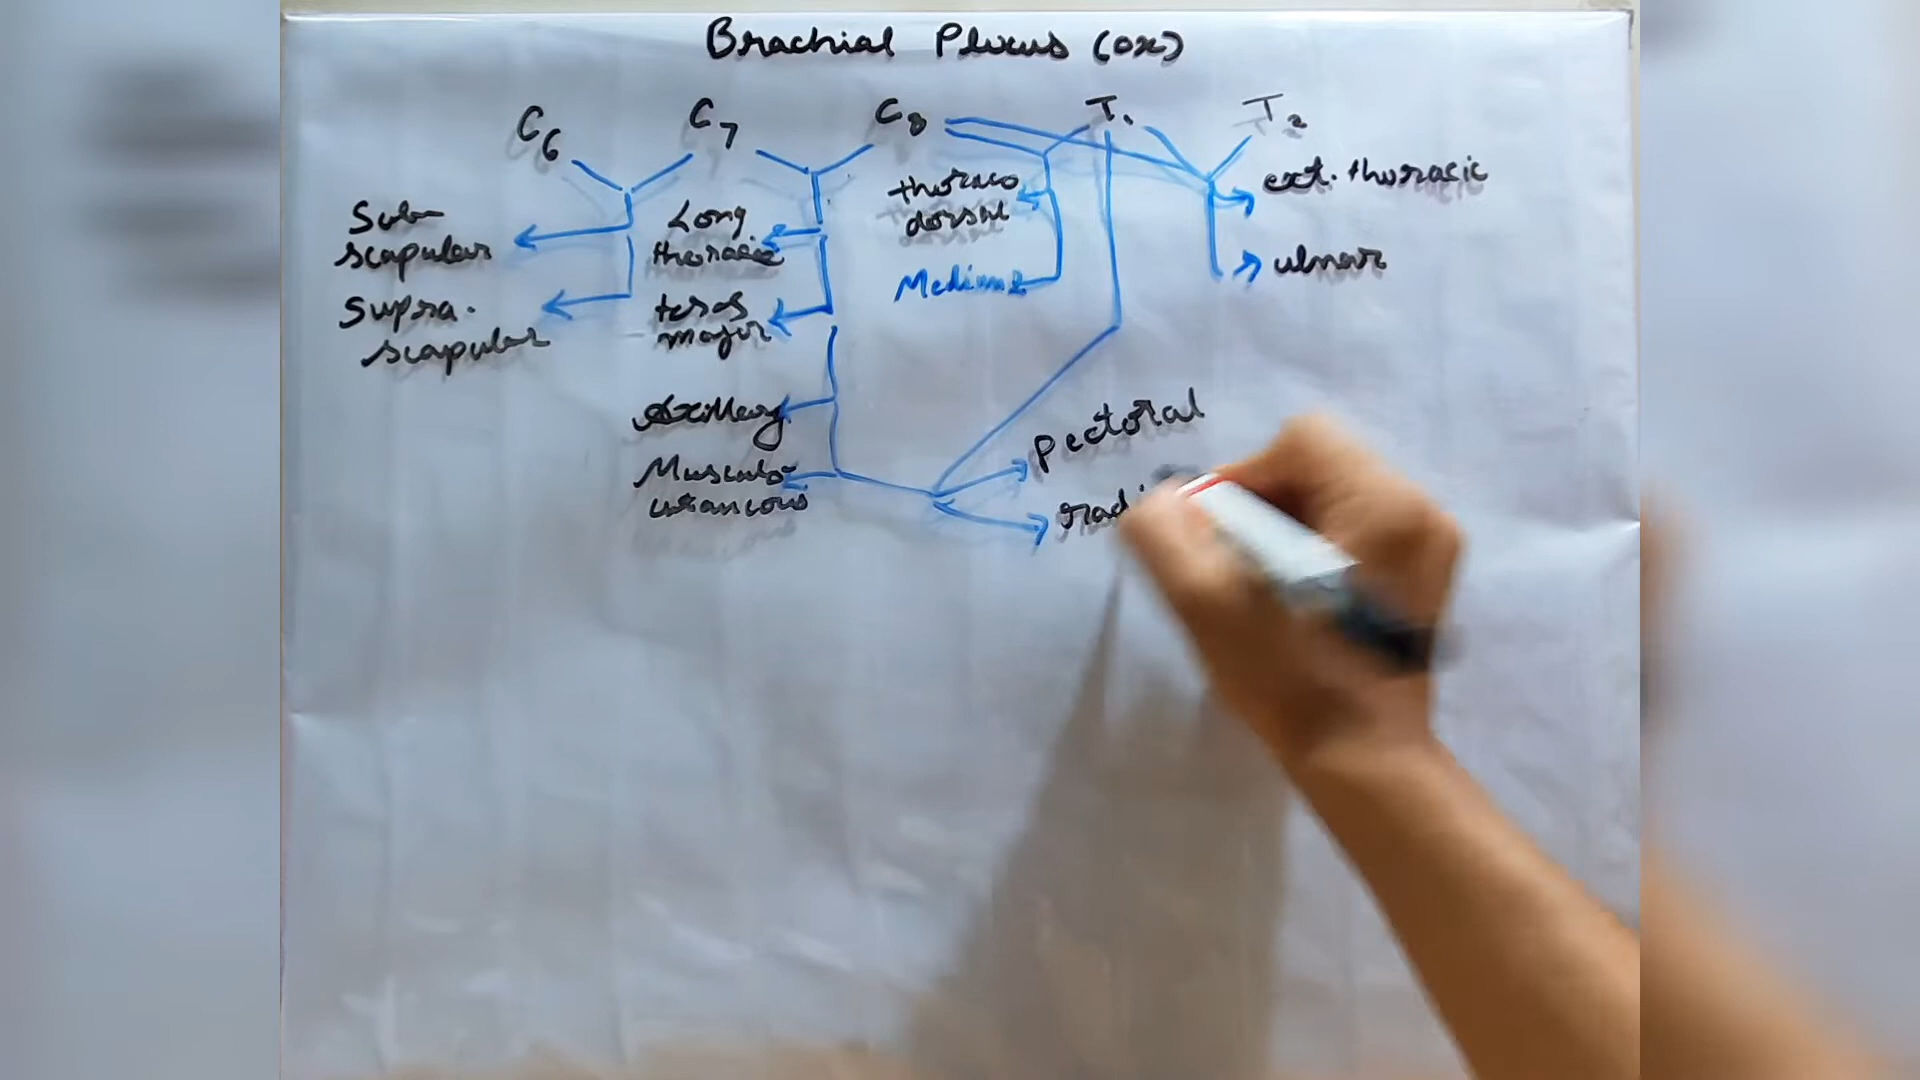 Brachial Plexus (ox)
C6 C7 C8 T1 T2
Sub-
scapular
Supra-
scapular
Long
thoracic
teres
major
Axillary
Musculo-
cutaneous
thoraco
dorsal
Median
ext. thoracic
ulnar
pectoral